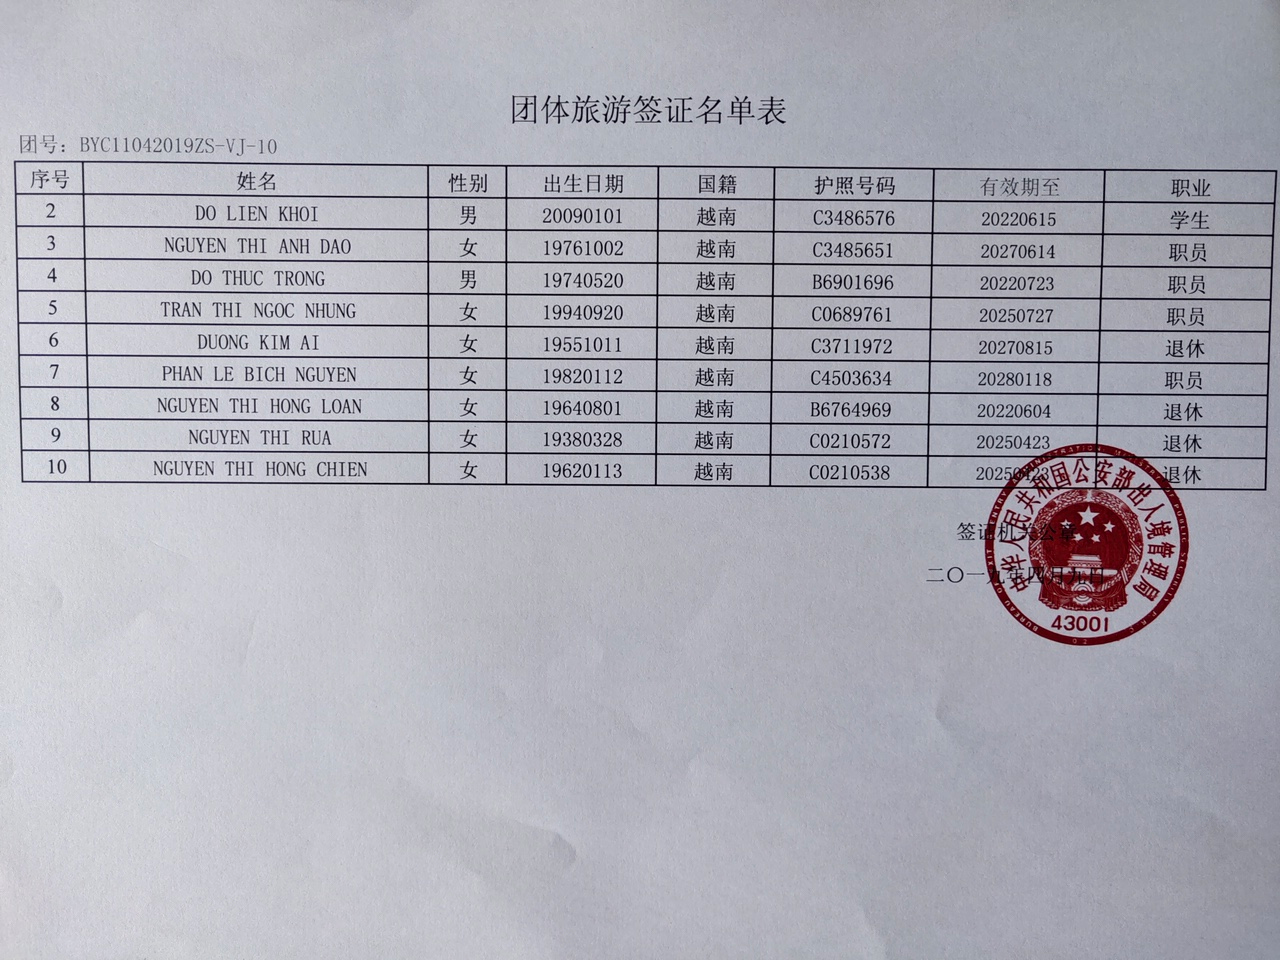 团体旅游签证名单表
团号: BYC11042019ZS-VJ-10
序号 姓名 性别 出生日期 国籍 护照号码 有效期至 职业
2 DO LIEN KHOI 男 20090101 越南 C3486576 20220615 学生
3 NGUYEN THI ANH DAO 女 19761002 越南 C3485651 20270614 职员
4 DO THUC TRONG 男 19740520 越南 B6901696 20220723 职员
5 TRAN THI NGOC NHUNG 女 19940920 越南 C0689761 20250727 职员
6 DUONG KIM AI 女 19551011 越南 C3711972 20270815 退休
7 PHAN LE BICH NGUYEN 女 19820112 越南 C4503634 20280118 职员
8 NGUYEN THI HONG LOAN 女 19640801 越南 B6764969 20220604 退休
9 NGUYEN THI RUA 女 19380328 越南 C0210572 20250423 退休
10 NGUYEN THI HONG CHIEN 女 19620113 越南 C0210538 20250423 退休
签证机关公章
二〇一九年四月九日
中华人民共和国公安部出入境管理局
43001